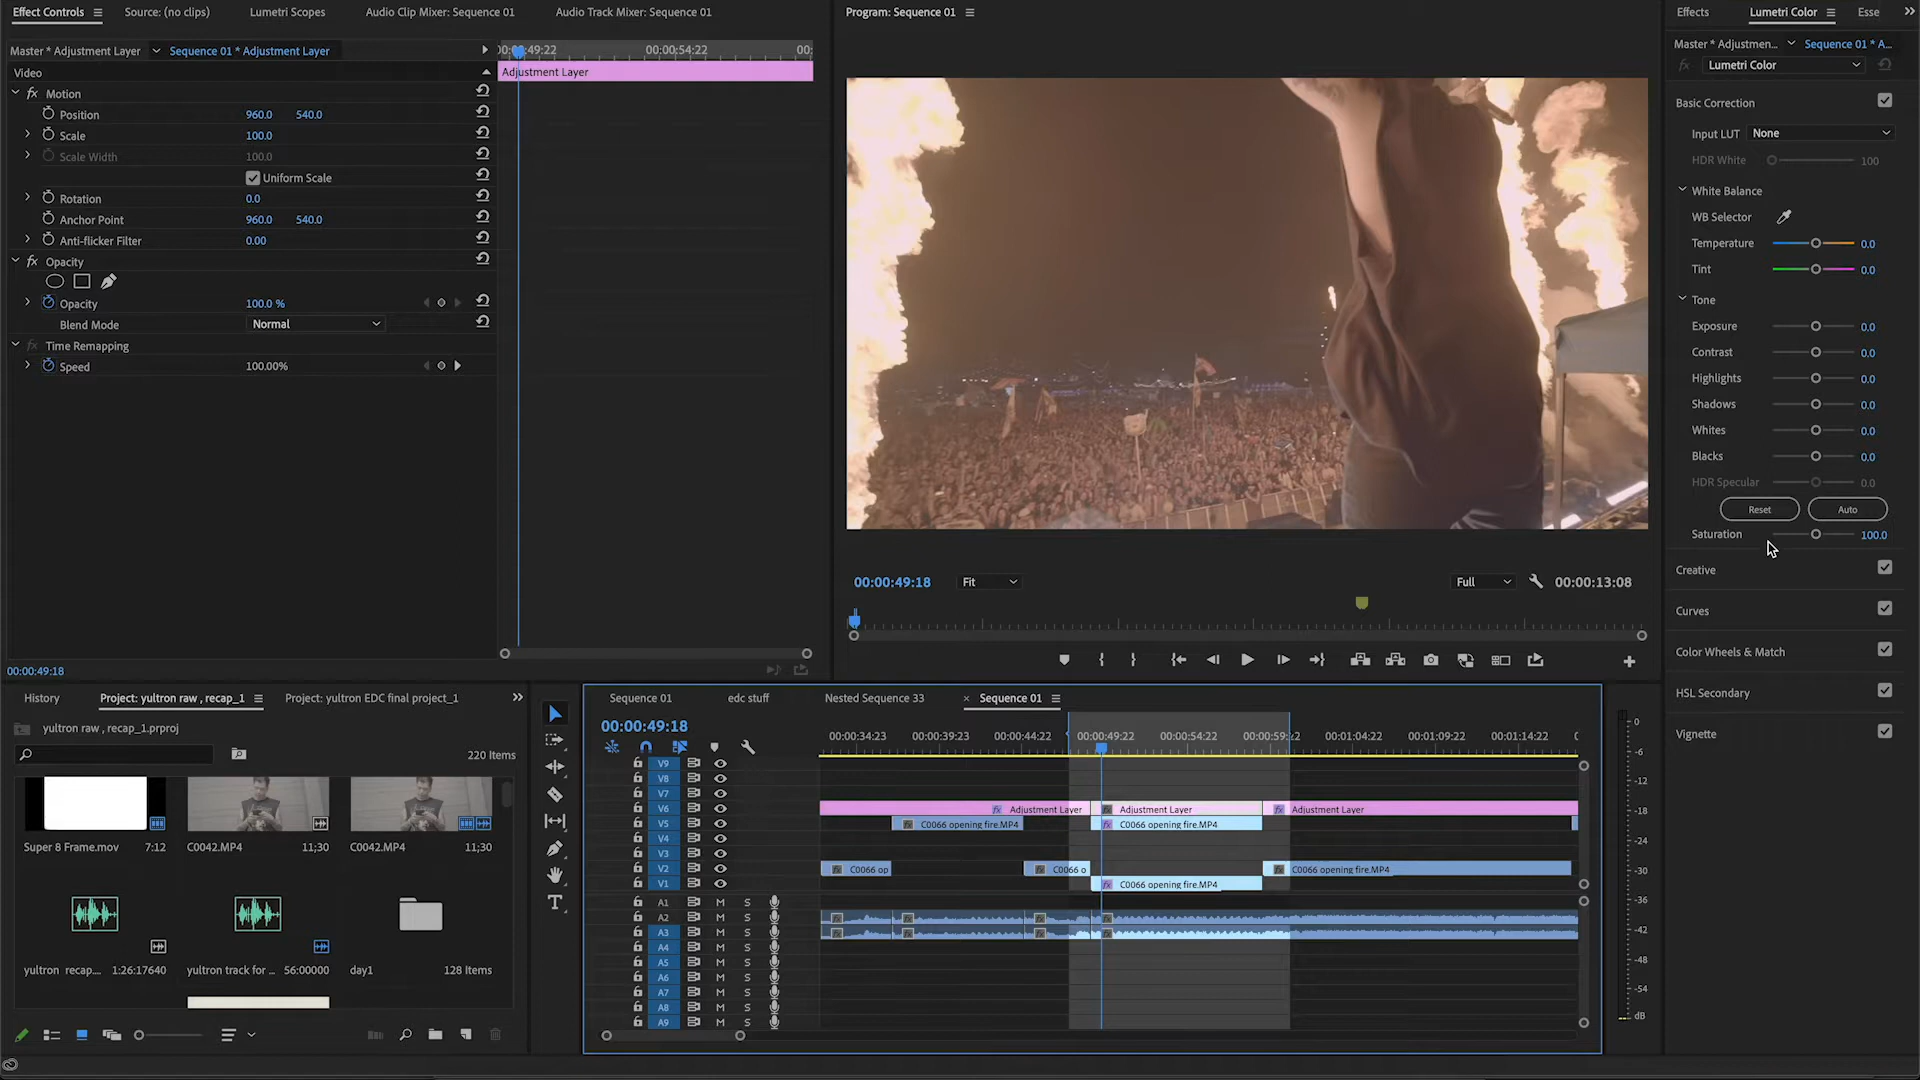 Effect Controls
Source: (no clips)
Lumetri Scopes
Audio Clip Mixer: Sequence 01
Audio Track Mixer: Sequence 01
Master * Adjustment Layer
Sequence 01 * Adjustment Layer
00:00:49:22
00:00:54:22
00:
Video
Adjustment Layer
fx Motion
Position 960.0 540.0
Scale 100.0
Scale Width 100.0
Uniform Scale
Rotation 0.0
Anchor Point 960.0 540.0
Anti-flicker Filter 0.00
fx Opacity
Opacity 100.0 %
Blend Mode Normal
fx Time Remapping
Speed 100.00%
00:00:49:18
Program: Sequence 01
00:00:49:18
Fit
Full
00:00:13:08
Effects
Lumetri Color
Esse
Master * Adjustmen...
Sequence 01 * A...
fx Lumetri Color
Basic Correction
Input LUT None
HDR White 100
White Balance
WB Selector
Temperature 0.0
Tint 0.0
Tone
Exposure 0.0
Contrast 0.0
Highlights 0.0
Shadows 0.0
Whites 0.0
Blacks 0.0
HDR Specular 0.0
Reset
Auto
Saturation 100.0
Creative
Curves
Color Wheels & Match
HSL Secondary
Vignette
History
Project: yultron raw , recap_1
Project: yultron EDC final project_1
yultron raw , recap_1.prproj
220 Items
Super 8 Frame.mov 7:12
C0042.MP4 11;30
C0042.MP4 11;30
yultron recap.... 1:26:17640
yultron track for ... 56:00000
day1 128 Items
Sequence 01
edc stuff
Nested Sequence 33
× Sequence 01
00:00:49:18
00:00:34:23
00:00:39:23
00:00:44:22
00:00:49:22
00:00:54:22
00:00:59:22
00:01:04:22
00:01:09:22
00:01:14:22
V9
V8
V7
V6
fx Adjustment Layer
fx Adjustment Layer
fx Adjustment Layer
V5
fx C0066 opening fire.MP4
fx C0066 opening fire.MP4
V4
V3
V2
fx C0066 op
fx C0066 o
fx C0066 opening fire.MP4
V1
fx C0066 opening fire.MP4
A1 M S
A2 M S
A3 M S
A4 M S
A5 M S
A6 M S
A7 M S
A8 M S
A9 M S
0
-6
-12
-18
-24
-30
-36
-42
-48
-54
dB